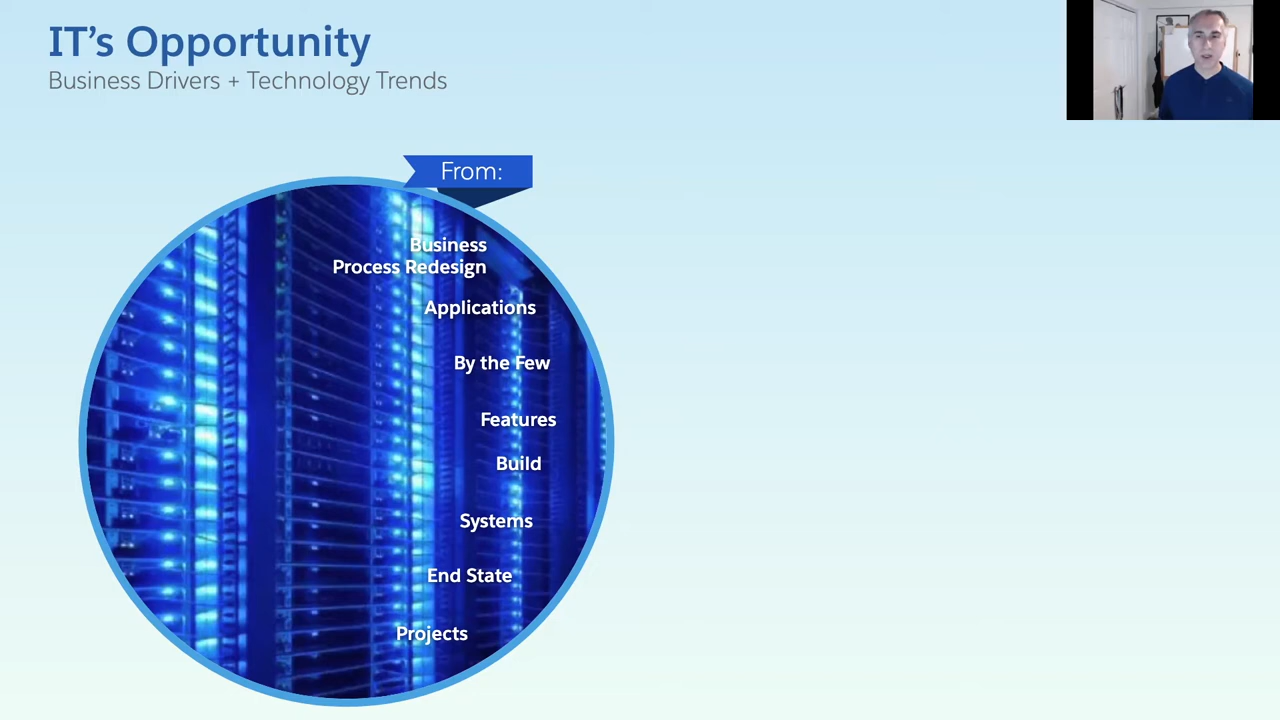 IT’s Opportunity
Business Drivers + Technology Trends
From:
Business
Process Redesign
Applications
By the Few
Features
Build
Systems
End State
Projects